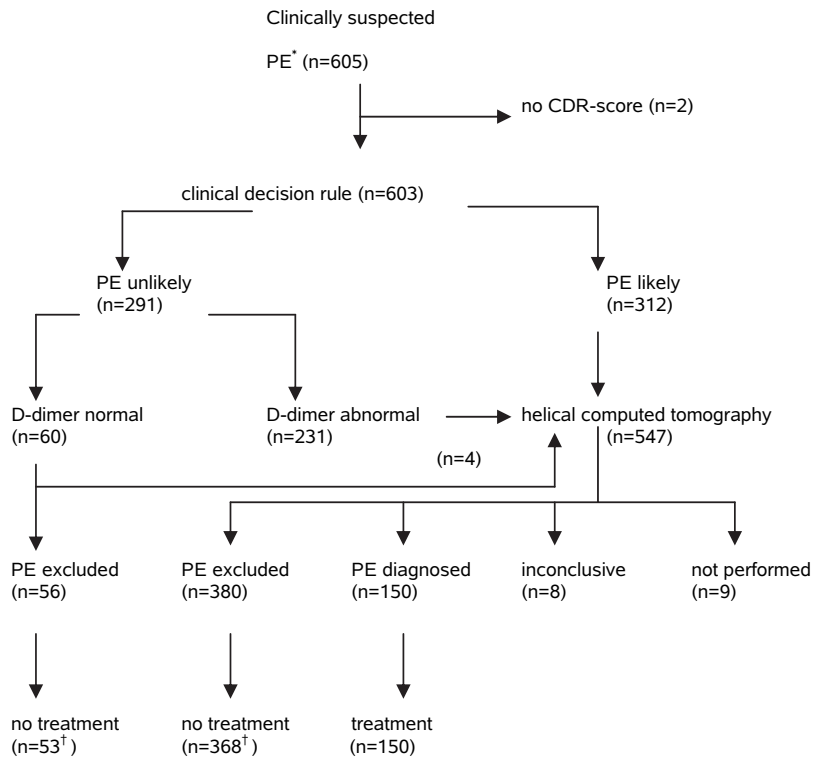 Clinically suspected
PE* (n=605)
no CDR-score (n=2)
clinical decision rule (n=603)
PE unlikely
(n=291)
PE likely
(n=312)
D-dimer normal
(n=60)
D-dimer abnormal
(n=231)
helical computed tomography
(n=547)
(n=4)
PE excluded
(n=56)
PE excluded
(n=380)
PE diagnosed
(n=150)
inconclusive
(n=8)
not performed
(n=9)
no treatment
(n=53†)
no treatment
(n=368†)
treatment
(n=150)